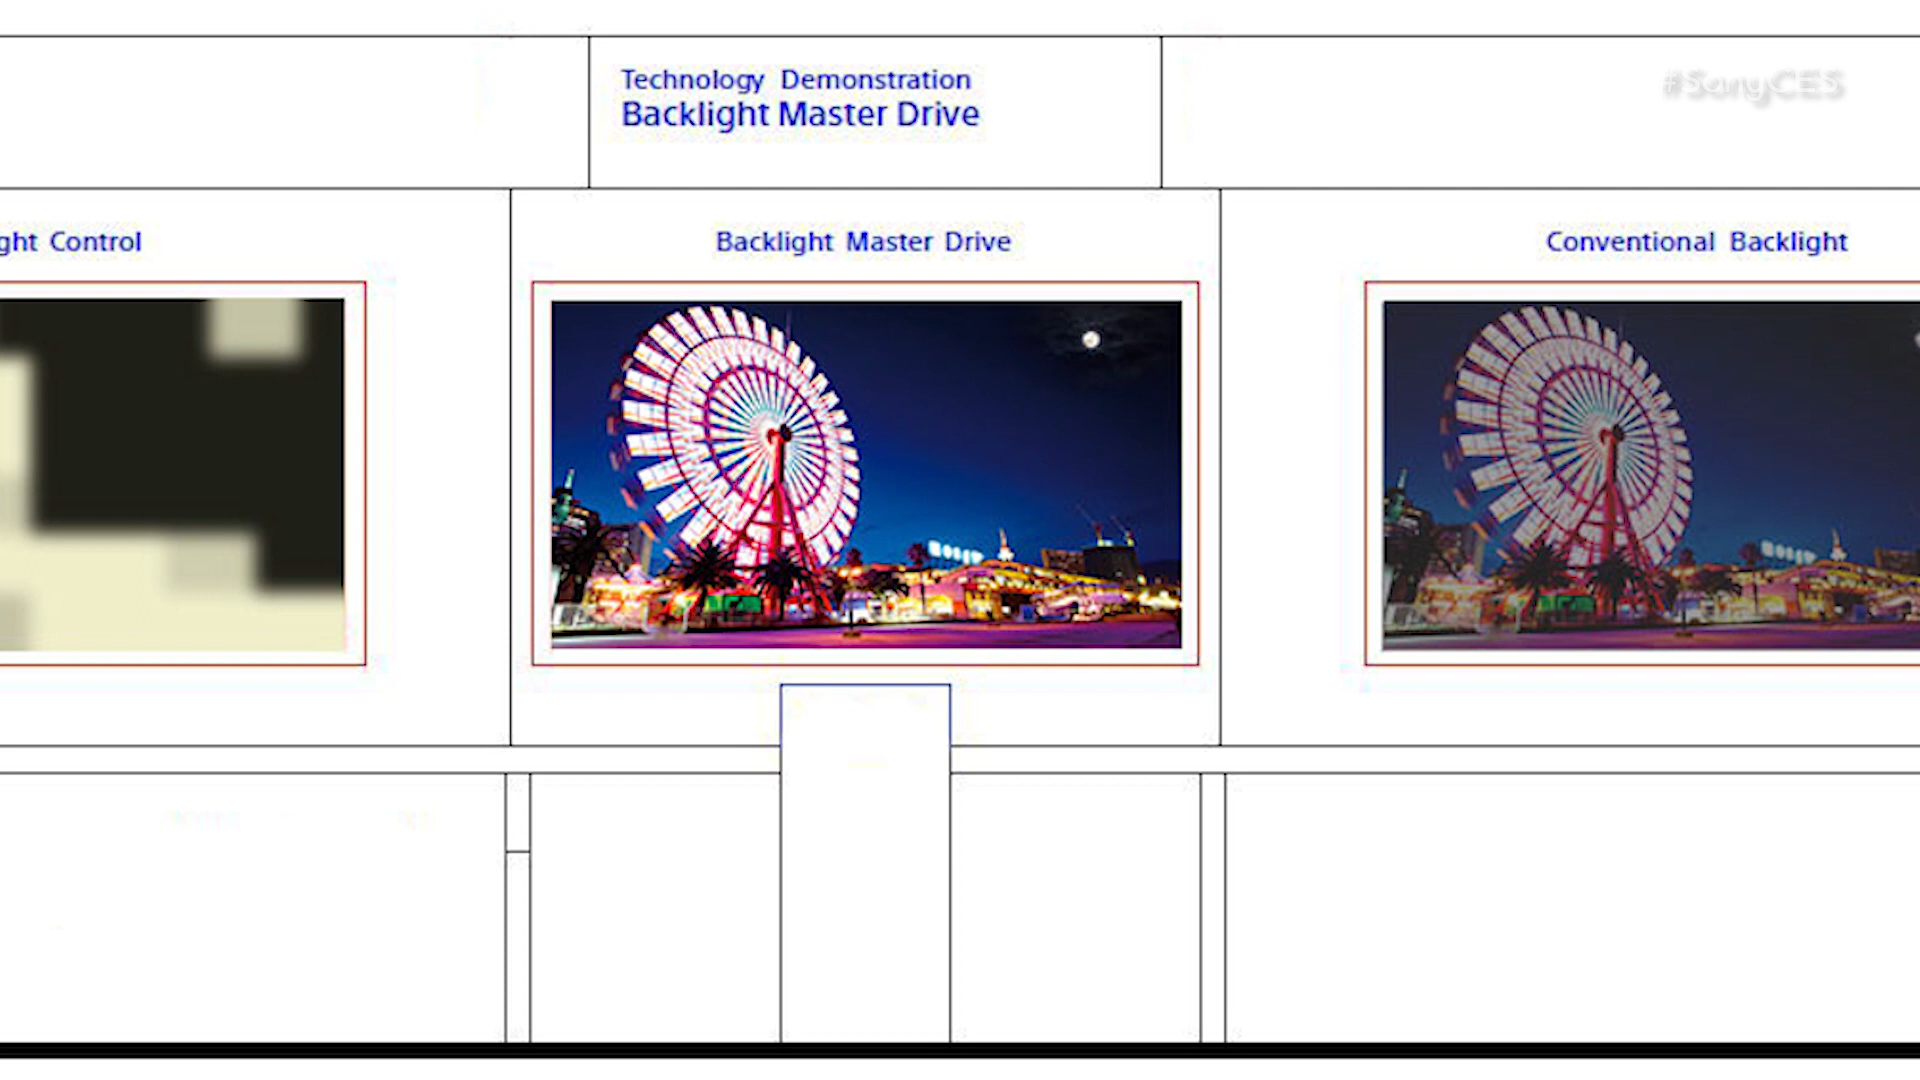 #SonyCES
Technology Demonstration
Backlight Master Drive
ght Control
Backlight Master Drive
Conventional Backlight